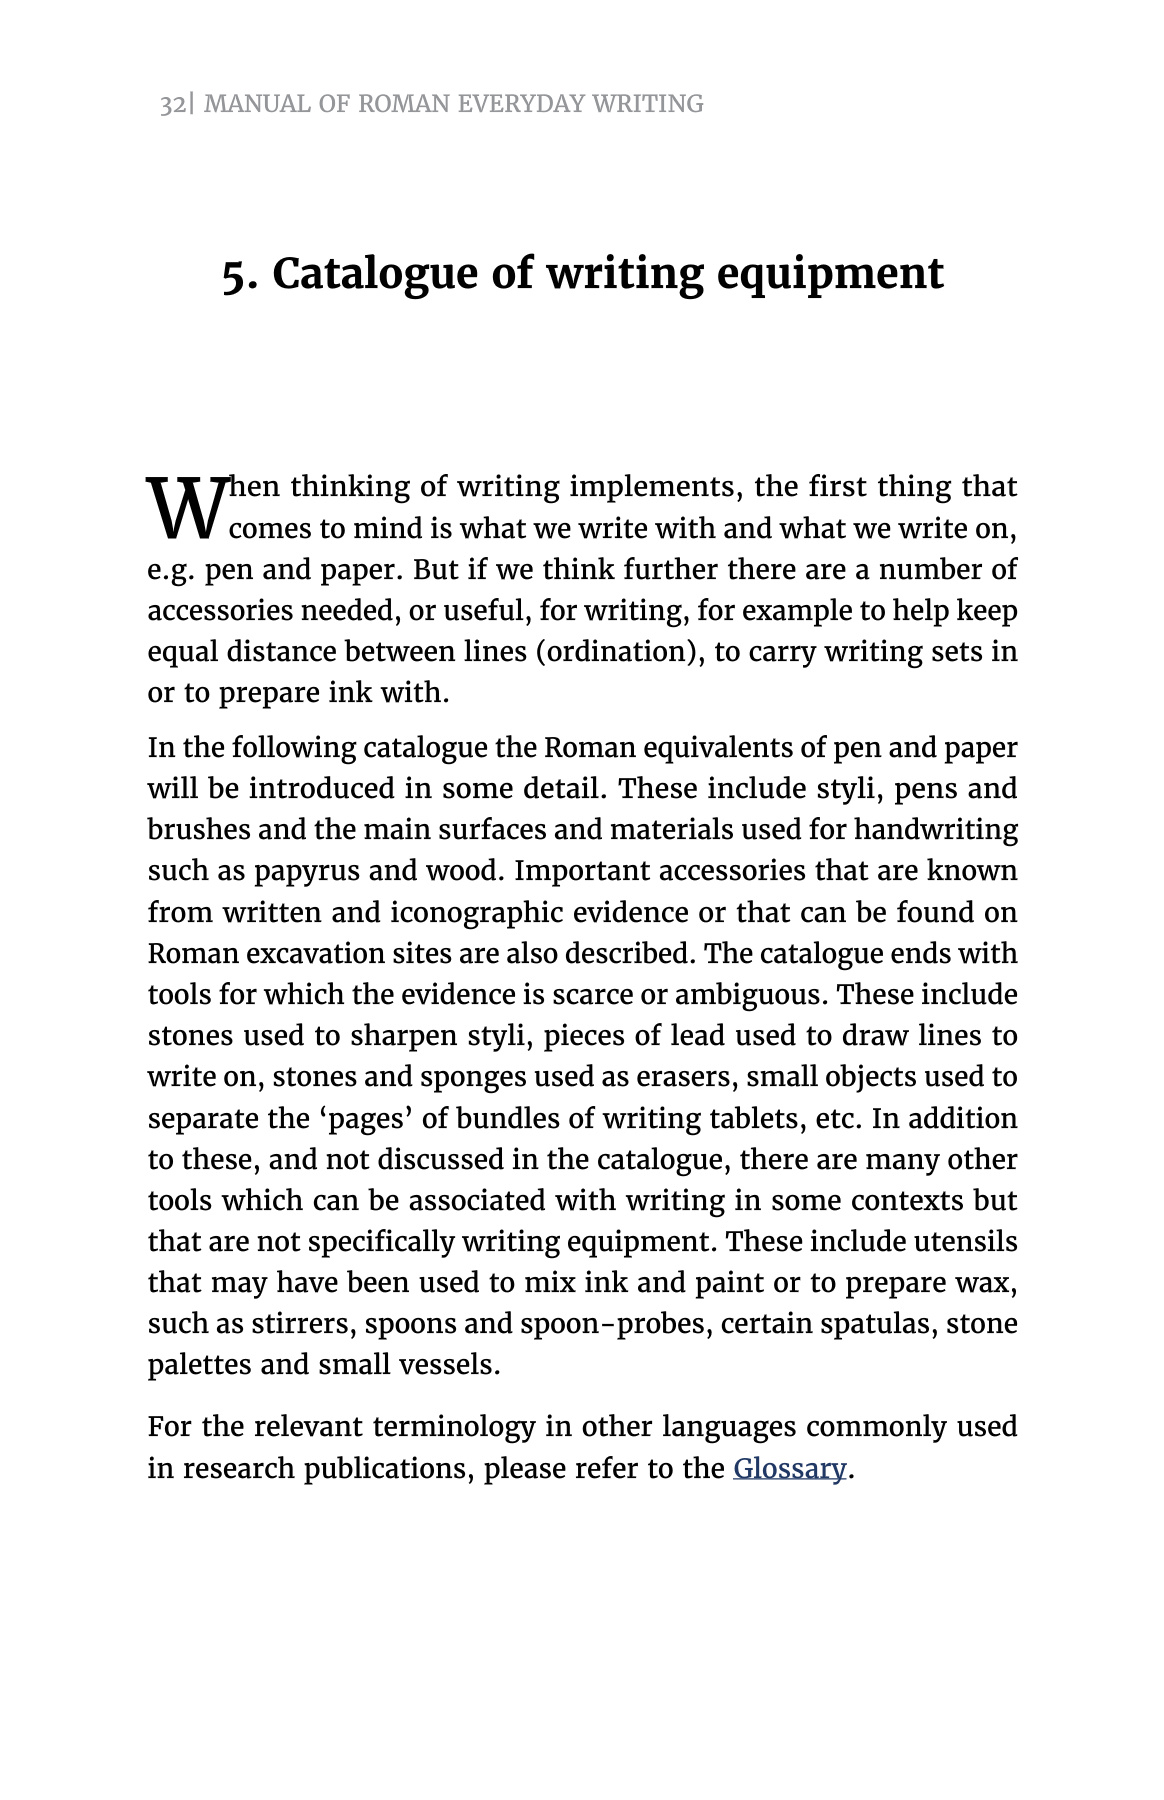 32| MANUAL OF ROMAN EVERYDAY WRITING
5. Catalogue of writing equipment
When thinking of writing implements, the first thing that
comes to mind is what we write with and what we write on,
e.g. pen and paper. But if we think further there are a number of
accessories needed, or useful, for writing, for example to help keep
equal distance between lines (ordination), to carry writing sets in
or to prepare ink with.
In the following catalogue the Roman equivalents of pen and paper
will be introduced in some detail. These include styli, pens and
brushes and the main surfaces and materials used for handwriting
such as papyrus and wood. Important accessories that are known
from written and iconographic evidence or that can be found on
Roman excavation sites are also described. The catalogue ends with
tools for which the evidence is scarce or ambiguous. These include
stones used to sharpen styli, pieces of lead used to draw lines to
write on, stones and sponges used as erasers, small objects used to
separate the ‘pages’ of bundles of writing tablets, etc. In addition
to these, and not discussed in the catalogue, there are many other
tools which can be associated with writing in some contexts but
that are not specifically writing equipment. These include utensils
that may have been used to mix ink and paint or to prepare wax,
such as stirrers, spoons and spoon-probes, certain spatulas, stone
palettes and small vessels.
For the relevant terminology in other languages commonly used
in research publications, please refer to the Glossary.